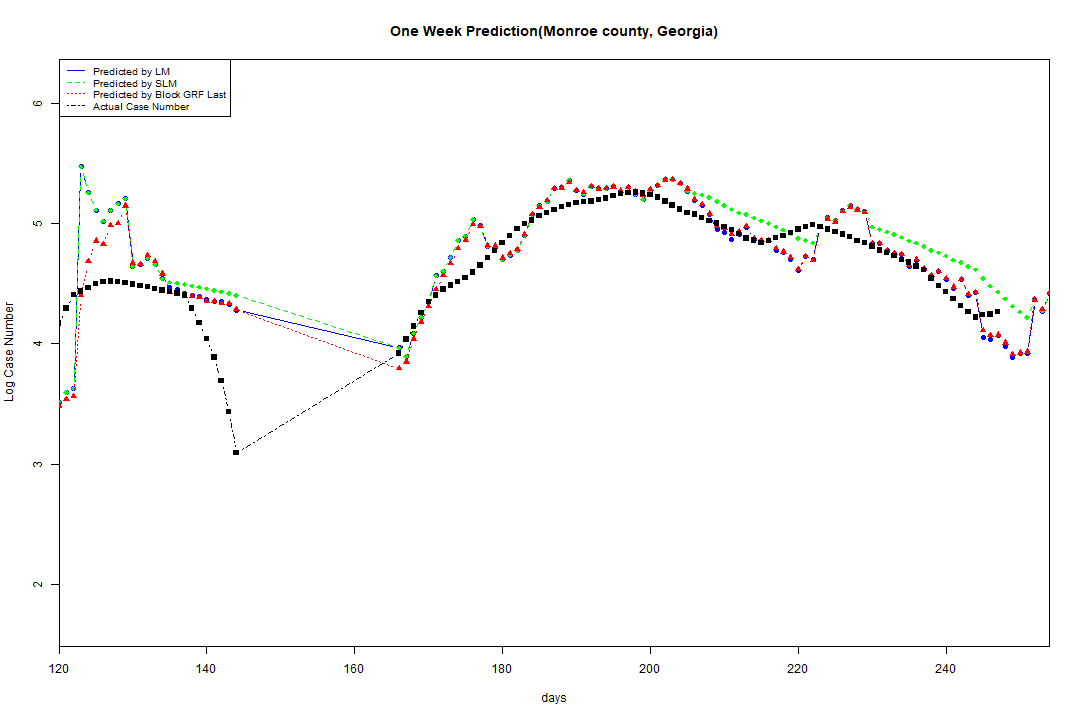 One Week Prediction(Monroe county, Georgia)
Predicted by LM
Predicted by SLM
Predicted by Block GRF Last
Actual Case Number
6
5
4
3
2
Log Case Number
120 140 160 180 200 220 240
days